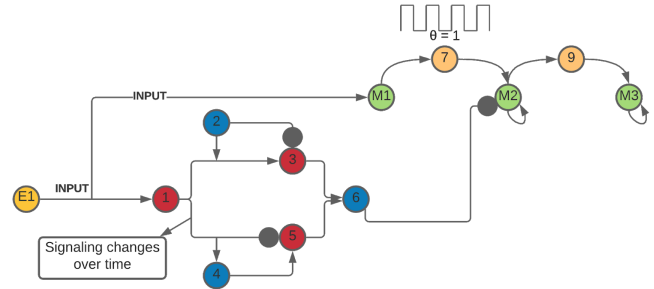 θ = 1
7
9
INPUT
M1
M2
M3
2
3
INPUT
E1
1
6
5
Signaling changes
over time
4